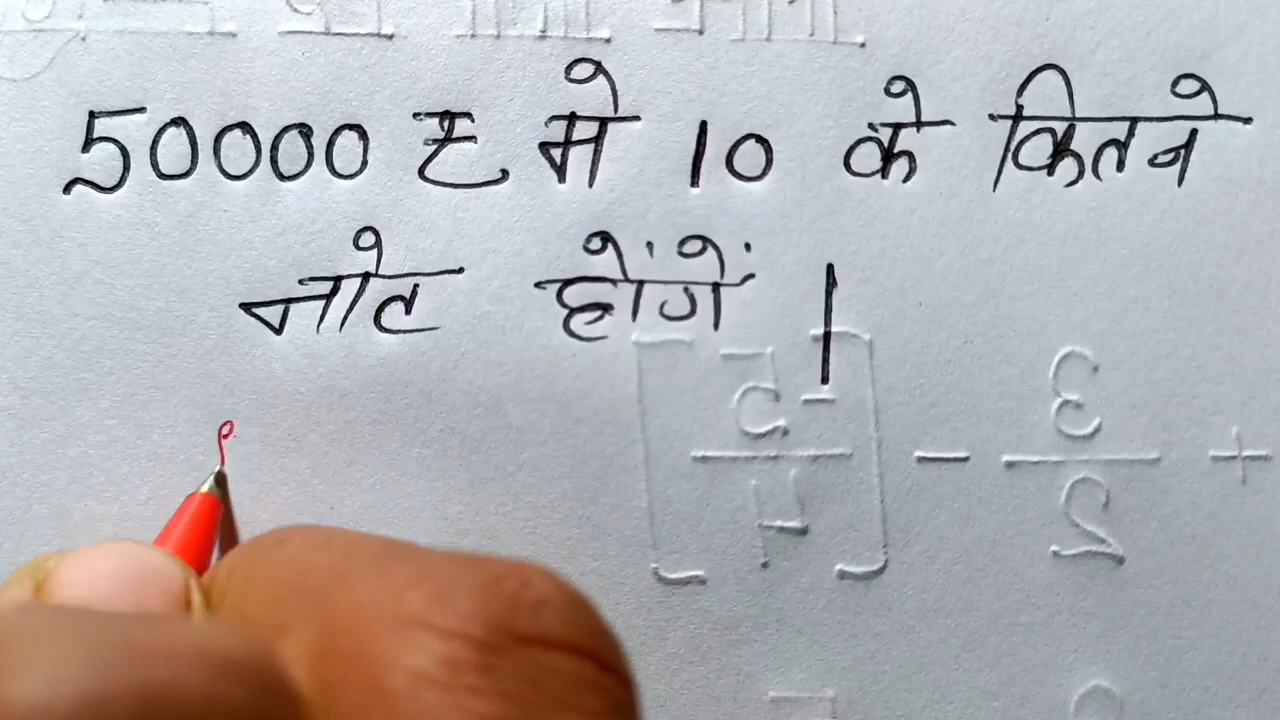 50000 ₹ मे 10 के कितने
नोट होंगें |